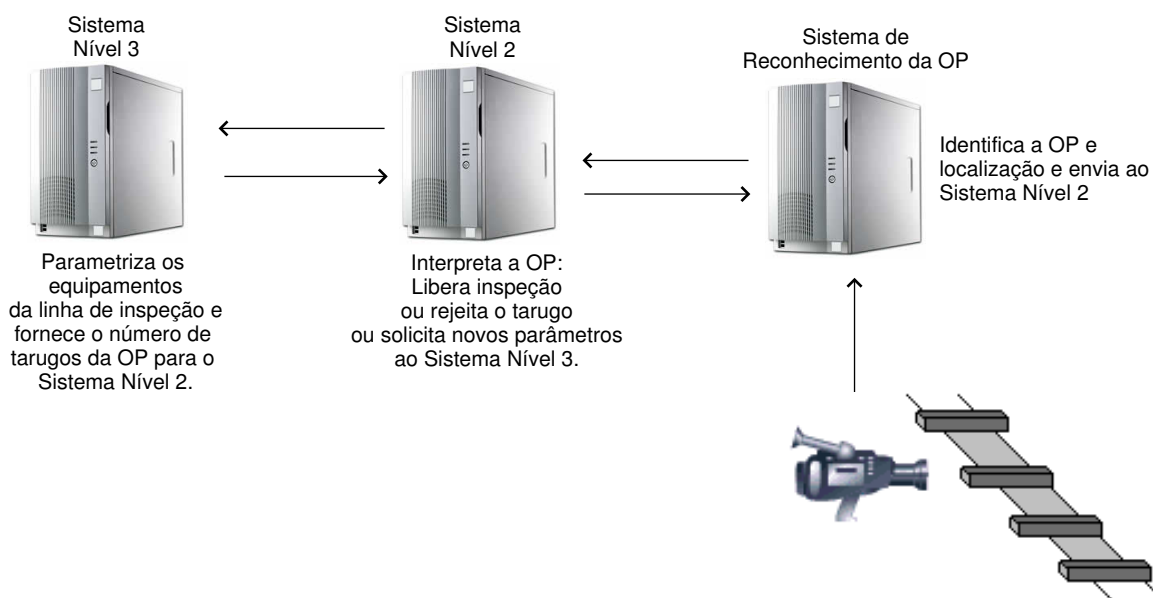 Sistema
Nível 3
Sistema
Nível 2
Sistema de
Reconhecimento da OP
Identifica a OP e
localização e envia ao
Sistema Nível 2
Parametriza os
equipamentos
da linha de inspeção e
fornece o número de
tarugos da OP para o
Sistema Nível 2.
Interpreta a OP:
Libera inspeção
ou rejeita o tarugo
ou solicita novos parâmetros
ao Sistema Nível 3.